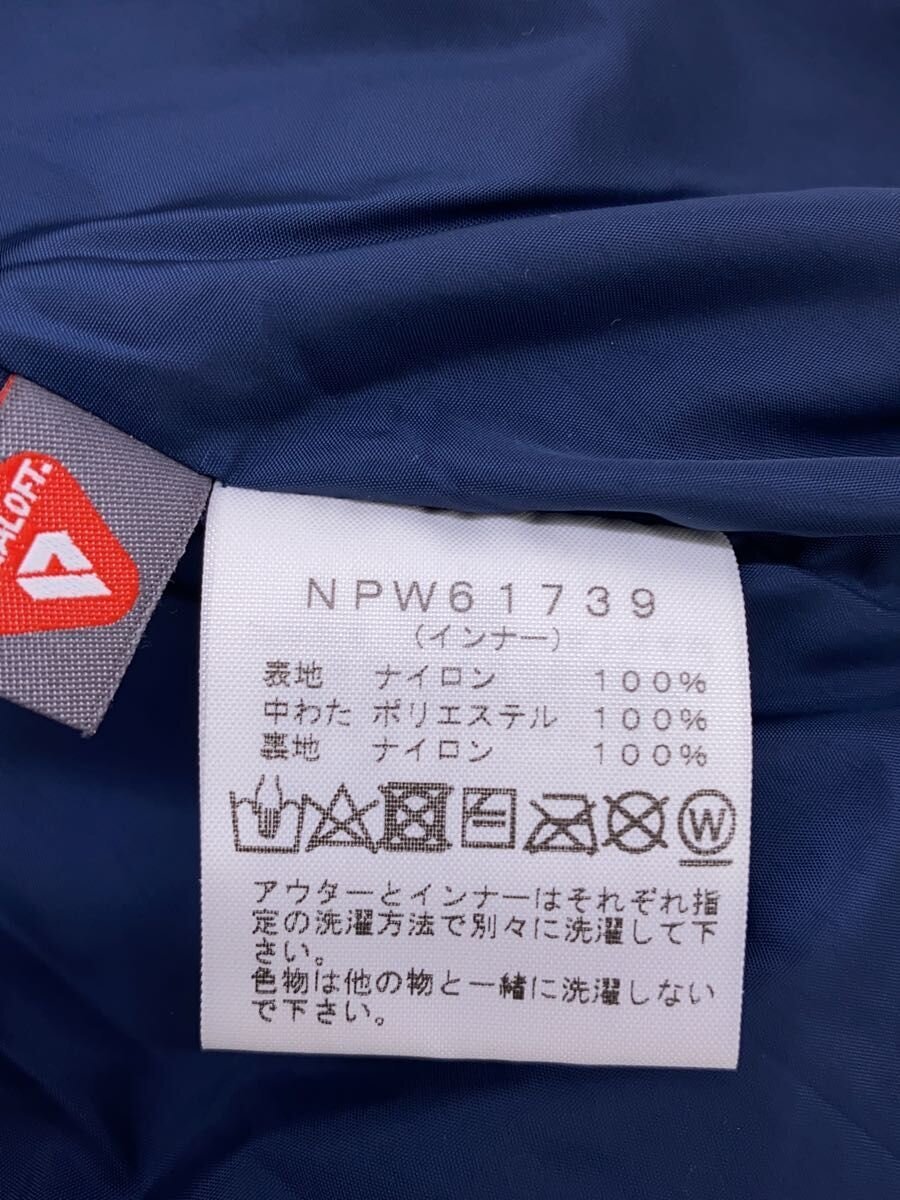 ALOFT.
NPW61739
(インナー)
表地 ナイロン 100%
中わた ポリエステル 100%
裏地 ナイロン 100%
W
アウターとインナーはそれぞれ指
定の洗濯方法で別々に洗濯して下
さい。
色物は他の物と一緒に洗濯しない
で下さい。